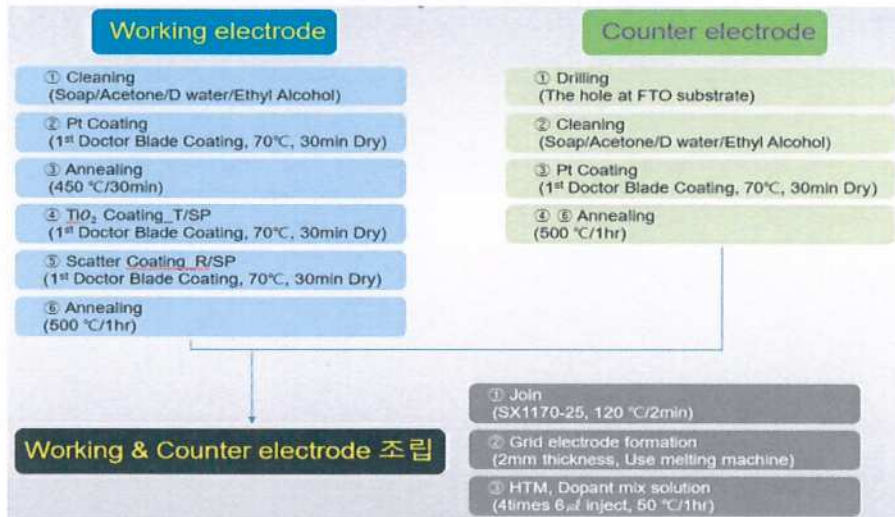 Working electrode
① Cleaning
(Soap/Acetone/D water/Ethyl Alcohol)
② Pt Coating
(1st Doctor Blade Coating, 70℃, 30min Dry)
③ Annealing
(450 ℃/30min)
④ TiO₂ Coating_T/SP
(1st Doctor Blade Coating, 70℃, 30min Dry)
⑤ Scatter Coating_R/SP
(1st Doctor Blade Coating, 70℃, 30min Dry)
⑥ Annealing
(500 ℃/1hr)
Counter electrode
① Drilling
(The hole at FTO substrate)
② Cleaning
(Soap/Acetone/D water/Ethyl Alcohol)
③ Pt Coating
(1st Doctor Blade Coating, 70℃, 30min Dry)
④ ⑥ Annealing
(500 ℃/1hr)
Working & Counter electrode 조립
① Join
(SX1170-25, 120 ℃/2min)
② Grid electrode formation
(2mm thickness, Use melting machine)
③ HTM, Dopant mix solution
(4times 6㎕ inject, 50 ℃/1hr)